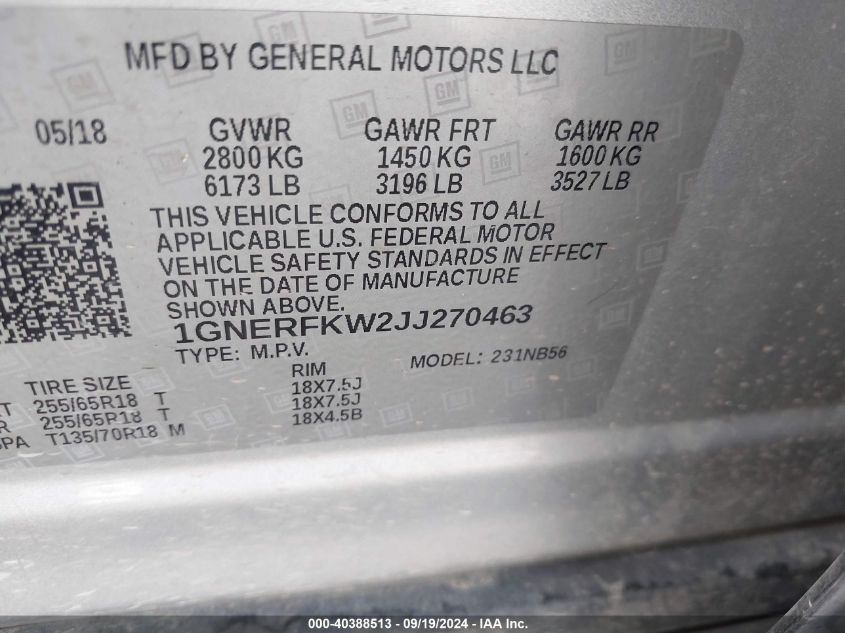 MFD BY GENERAL MOTORS LLC
05/18 GVWR GAWR FRT GAWR RR
2800 KG 1450 KG 1600 KG
6173 LB 3196 LB 3527 LB
THIS VEHICLE CONFORMS TO ALL
APPLICABLE U.S. FEDERAL MOTOR
VEHICLE SAFETY STANDARDS IN EFFECT
ON THE DATE OF MANUFACTURE
SHOWN ABOVE.
1GNERFKW2JJ270463
TYPE: M.P.V. MODEL: 231NB56
TIRE SIZE RIM
T 255/65R18 T 18X7.5J
R 255/65R18 T 18X7.5J
SPA T135/70R18 M 18X4.5B
000-40388513 - 09/19/2024 - IAA Inc.